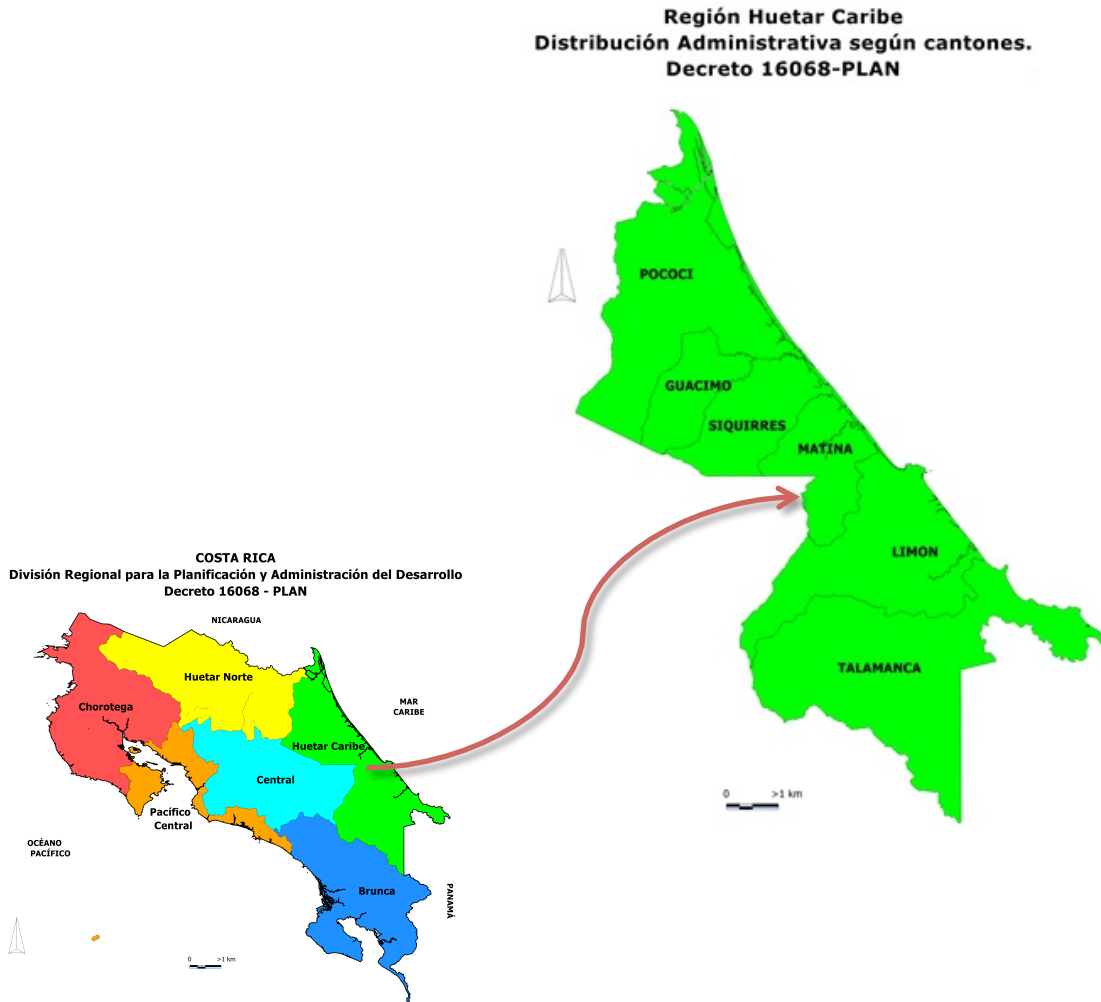 Región Huetar Caribe
Distribución Administrativa según cantones.
Decreto 16068-PLAN
POCOCI
GUACIMO
SIQUIRRES
MATINA
LIMON
TALAMANCA
0 >1 km
COSTA RICA
División Regional para la Planificación y Administración del Desarrollo
Decreto 16068 - PLAN
NICARAGUA
Huetar Norte
Chorotega
MAR
CARIBE
Huetar Caribe
Central
Pacífico
Central
OCÉANO
PACÍFICO
Brunca
PANAMÁ
0 >1 km